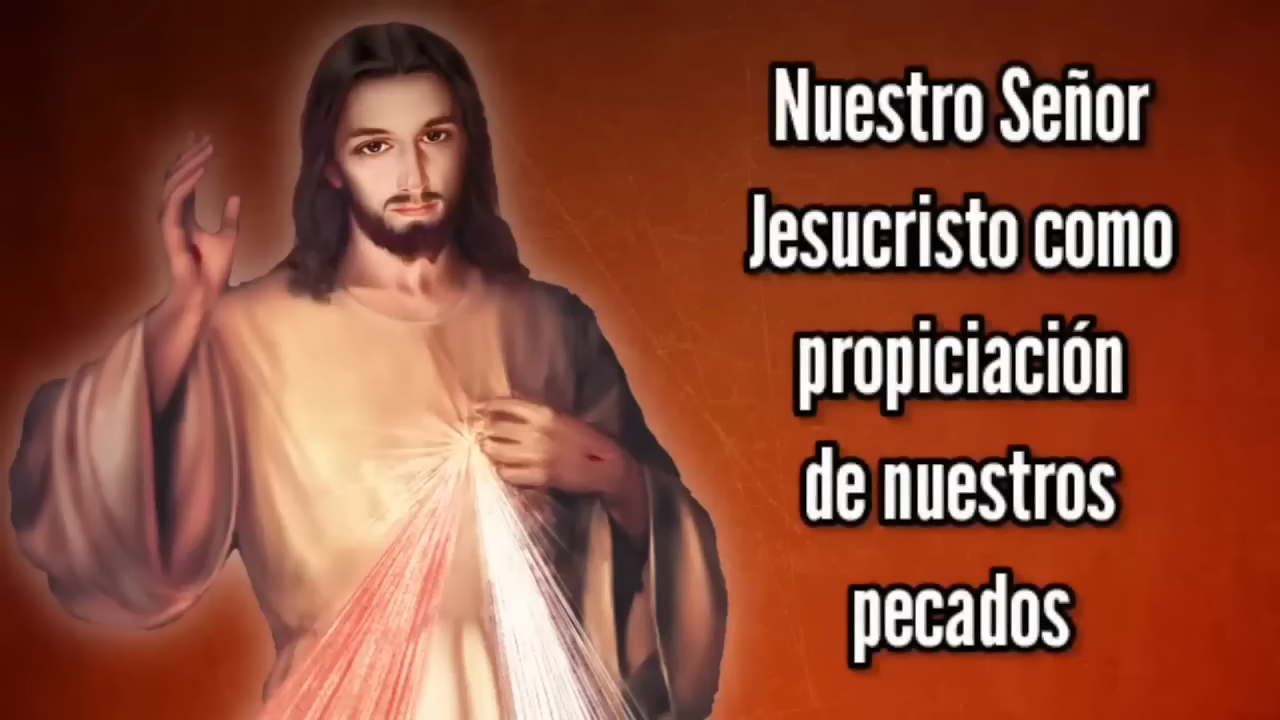 Nuestro Señor
Jesucristo como
propiciación
de nuestros
pecados